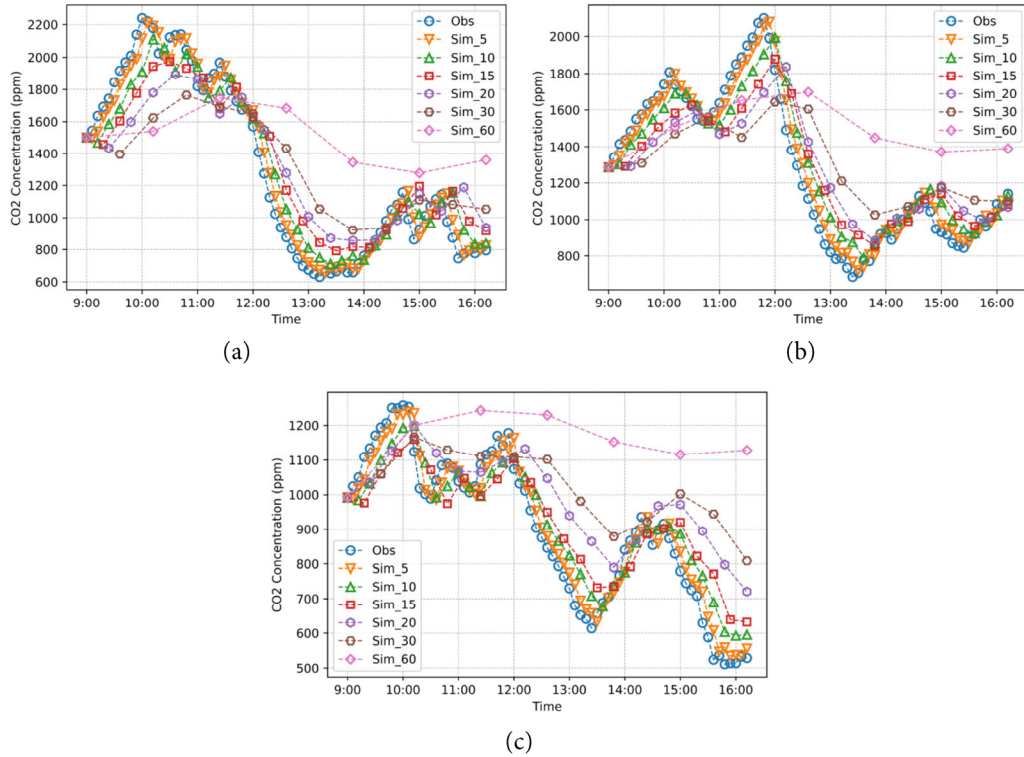 CO2 Concentration (ppm)
2200
2000
1800
1600
1400
1200
1000
800
600
9:00 10:00 11:00 12:00 13:00 14:00 15:00 16:00
Time
Obs
Sim_5
Sim_10
Sim_15
Sim_20
Sim_30
Sim_60
(a)
CO2 Concentration (ppm)
2000
1800
1600
1400
1200
1000
800
9:00 10:00 11:00 12:00 13:00 14:00 15:00 16:00
Time
Obs
Sim_5
Sim_10
Sim_15
Sim_20
Sim_30
Sim_60
(b)
CO2 Concentration (ppm)
1200
1100
1000
900
800
700
600
500
Obs
Sim_5
Sim_10
Sim_15
Sim_20
Sim_30
Sim_60
9:00 10:00 11:00 12:00 13:00 14:00 15:00 16:00
Time
(c)